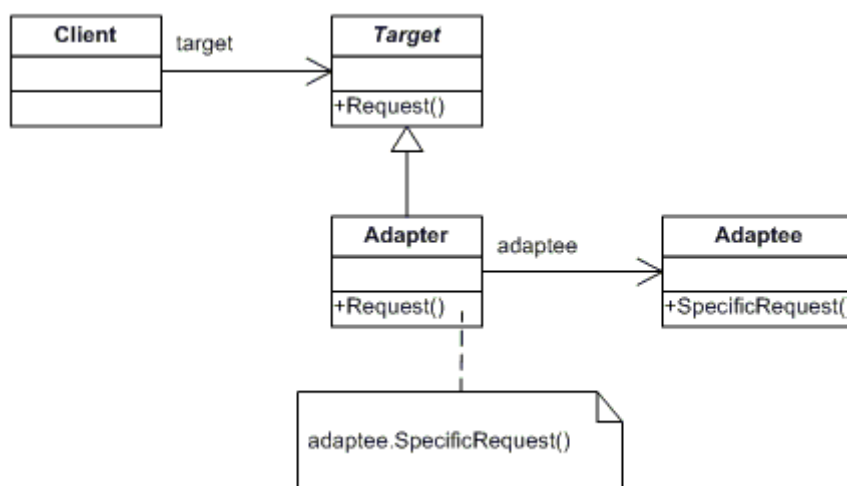 Client
target
Target
+Request()
Adapter
adaptee
Adaptee
+Request()
+SpecificRequest()
adaptee.SpecificRequest()